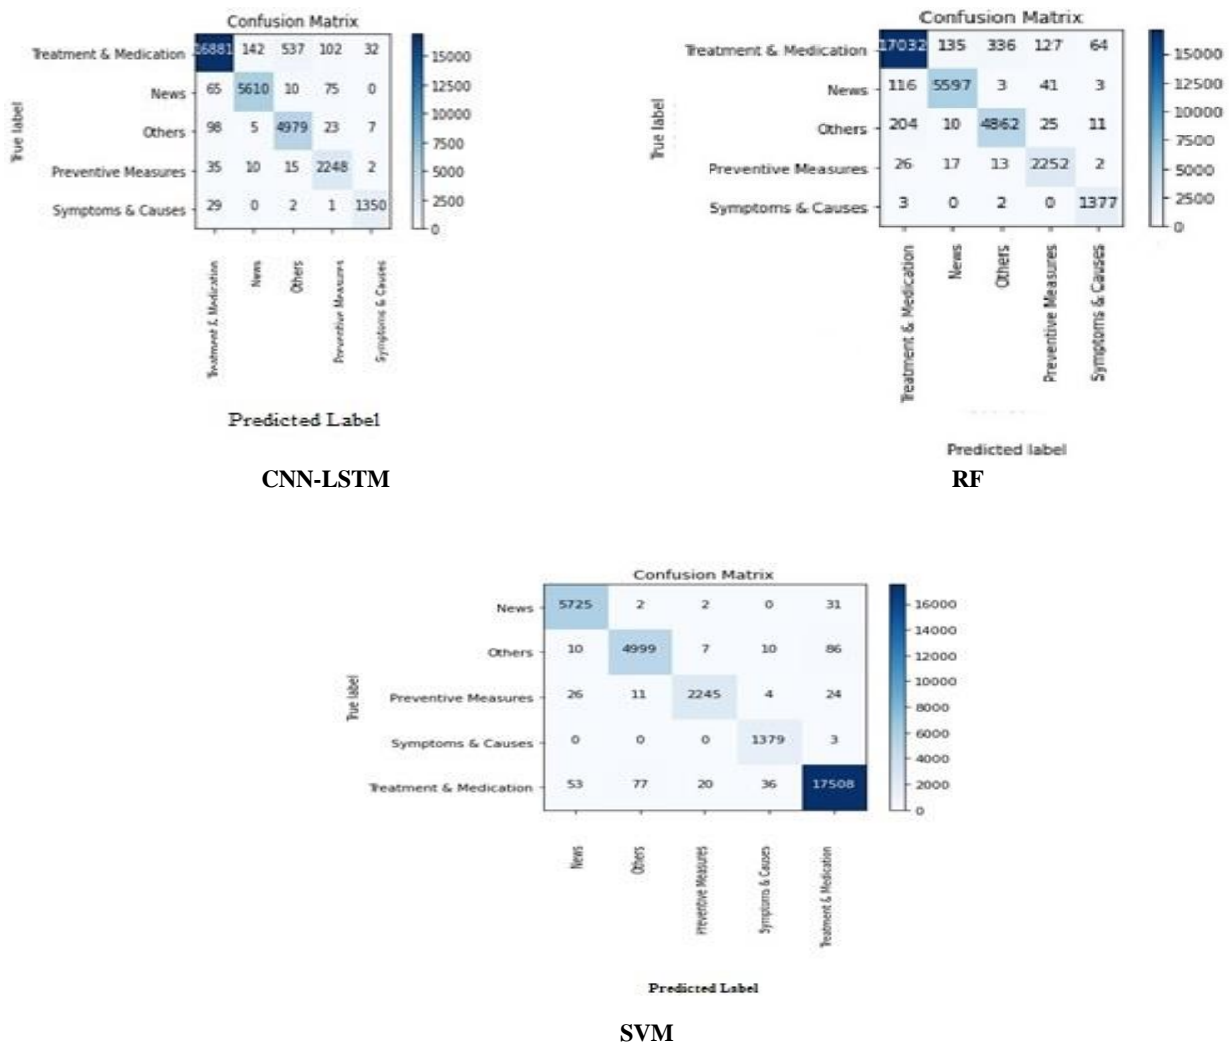 Confusion Matrix
Treatment & Medication 16881 142 537 102 32
News 65 5610 10 75 0
Others 98 5 4979 23 7
Preventive Measures 35 10 15 2248 2
Symptoms & Causes 29 0 2 1 1350
True label
15000
12500
10000
7500
5000
2500
0
Treatment & Medication
News
Others
Preventive Measures
Symptoms & Causes
Predicted Label
CNN-LSTM
Confusion Matrix
Treatment & Medication 17032 135 336 127 64
News 116 5597 3 41 3
Others 204 10 4862 25 11
Preventive Measures 26 17 13 2252 2
Symptoms & Causes 3 0 2 0 1377
True label
15000
12500
10000
7500
5000
2500
0
Treatment & Medication
News
Others
Preventive Measures
Symptoms & Causes
Predicted label
RF
Confusion Matrix
News 5725 2 2 0 31
Others 10 4999 7 10 86
Preventive Measures 26 11 2245 4 24
Symptoms & Causes 0 0 0 1379 3
Treatment & Medication 53 77 20 36 17508
True label
16000
14000
12000
10000
8000
6000
4000
2000
0
News
Others
Preventive Measures
Symptoms & Causes
Treatment & Medication
Predicted Label
SVM